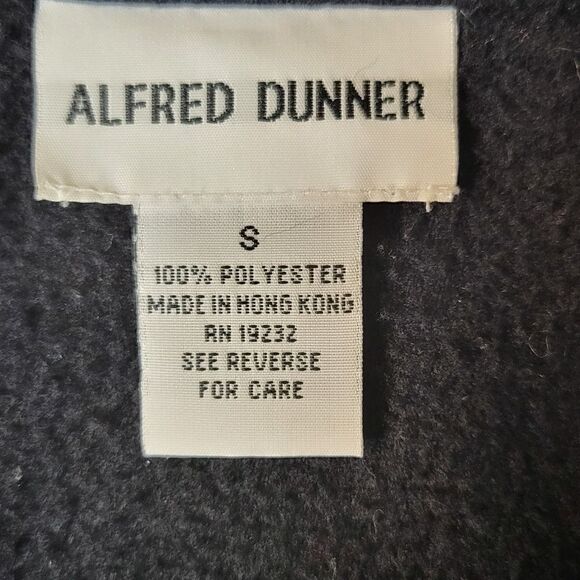 ALFRED DUNNER
S
100% POLYESTER
MADE IN HONG KONG
RN 19232
SEE REVERSE
FOR CARE